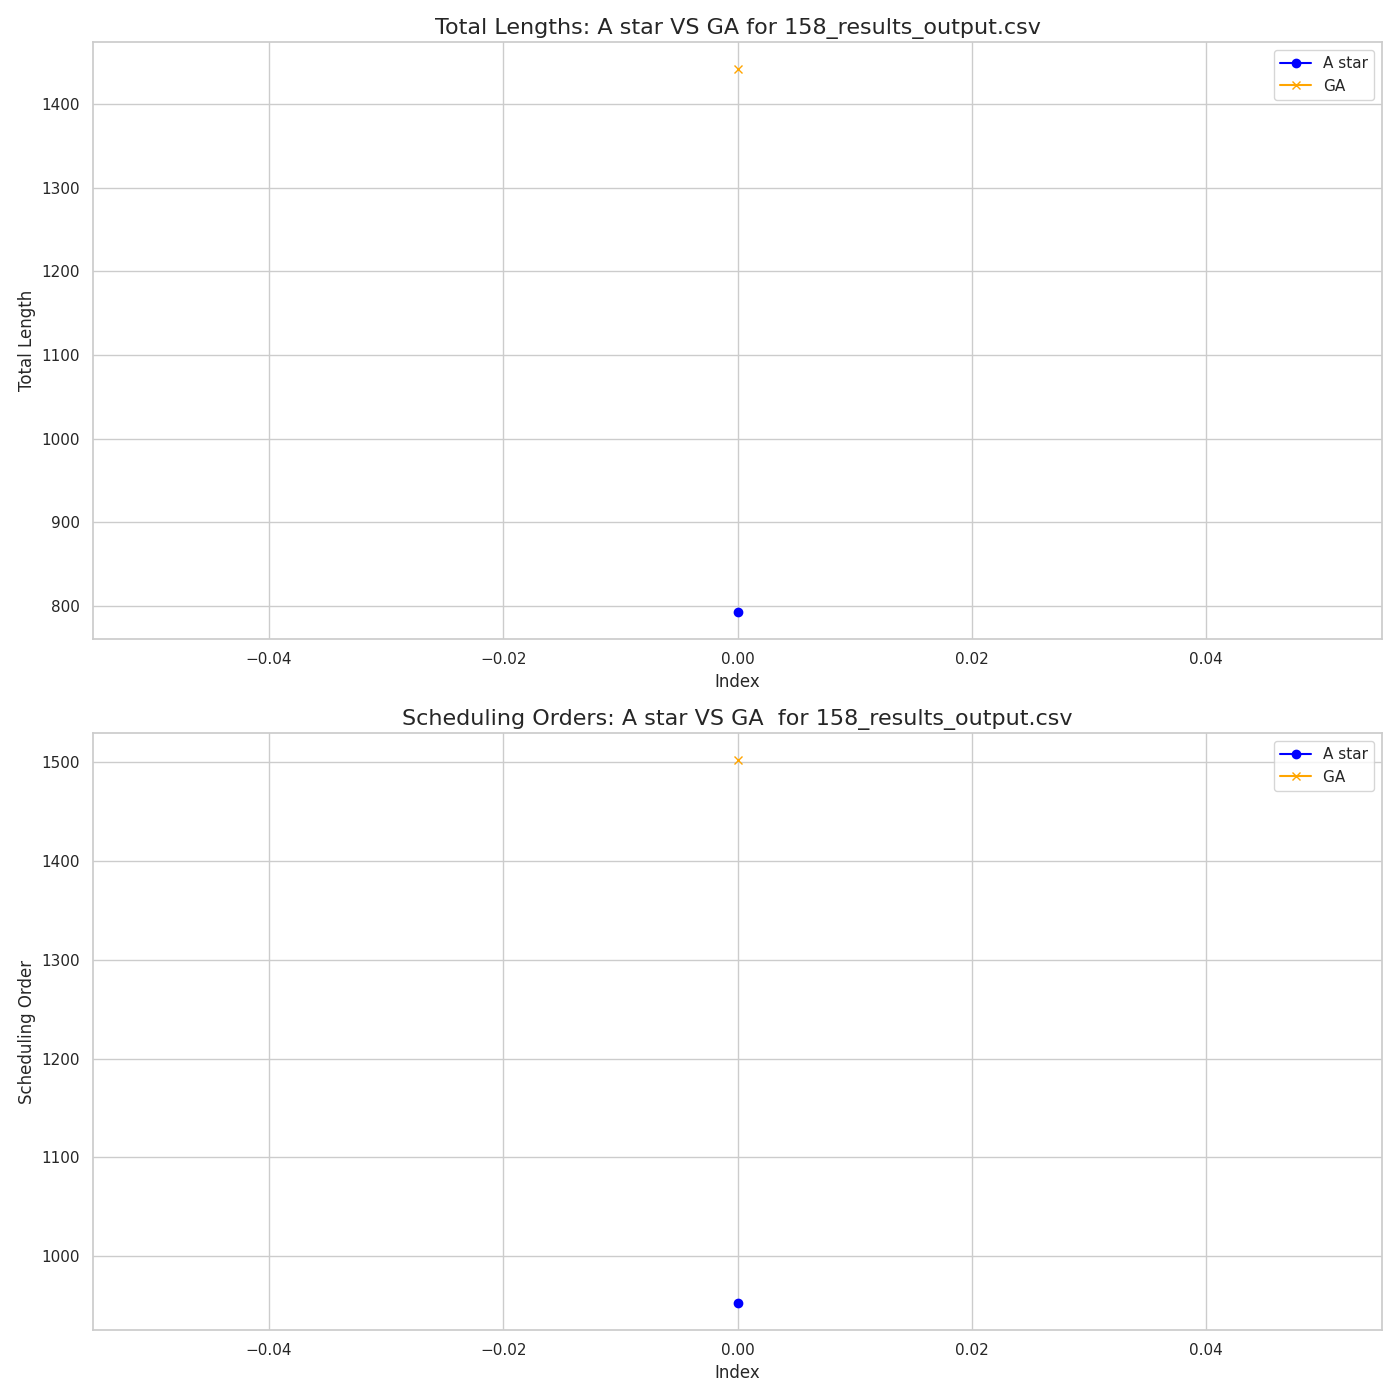 Total Lengths: A star VS GA for 158_results_output.csv
A star
GA
1400
1300
1200
1100
1000
900
800
Total Length
−0.04
−0.02
0.00
0.02
0.04
Index
Scheduling Orders: A star VS GA  for 158_results_output.csv
A star
GA
1500
1400
1300
1200
1100
1000
Scheduling Order
−0.04
−0.02
0.00
0.02
0.04
Index